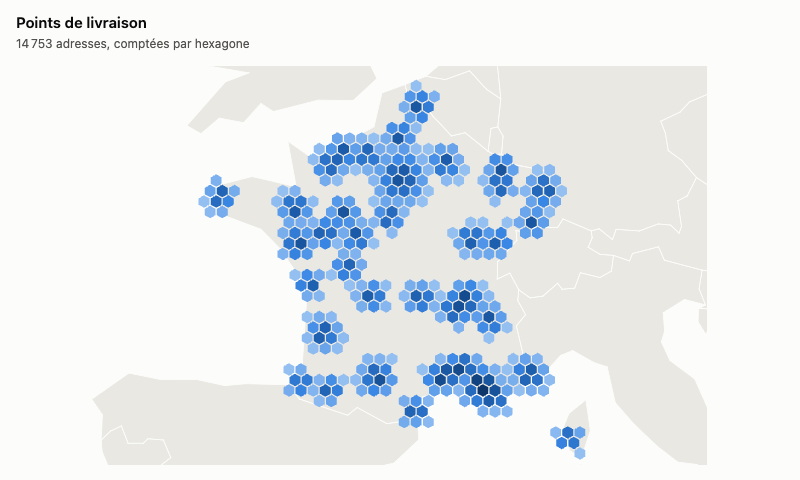 Points de livraison
14 753 adresses, comptées par hexagone